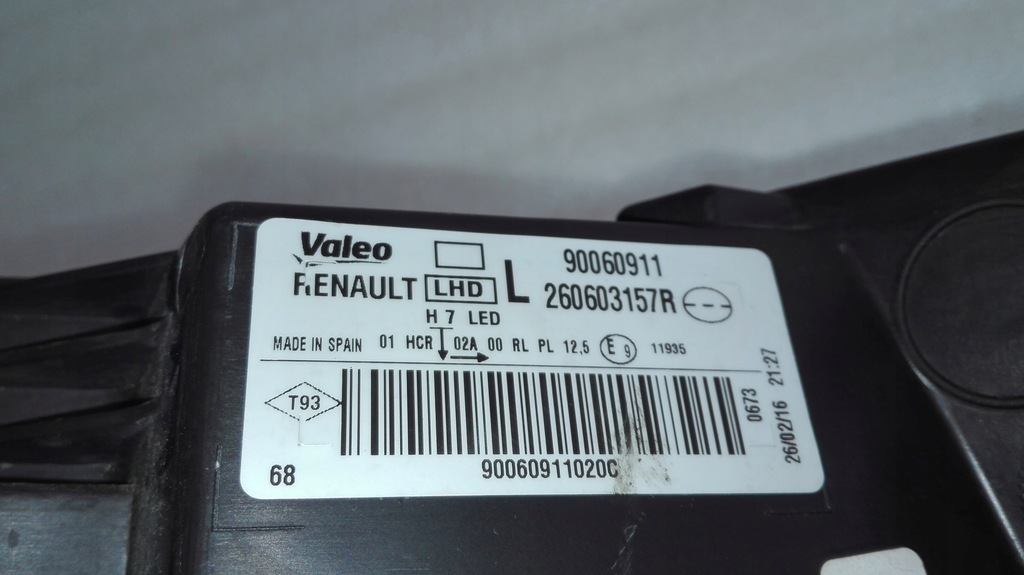 Valeo L 90060911
RENAULT LHD 260603157R
H7 LED
MADE IN SPAIN 01 HCR 02A 00 RL PL 12,5 E9 11935
T93
0673
26/02/16 21:27
68 90060911020C